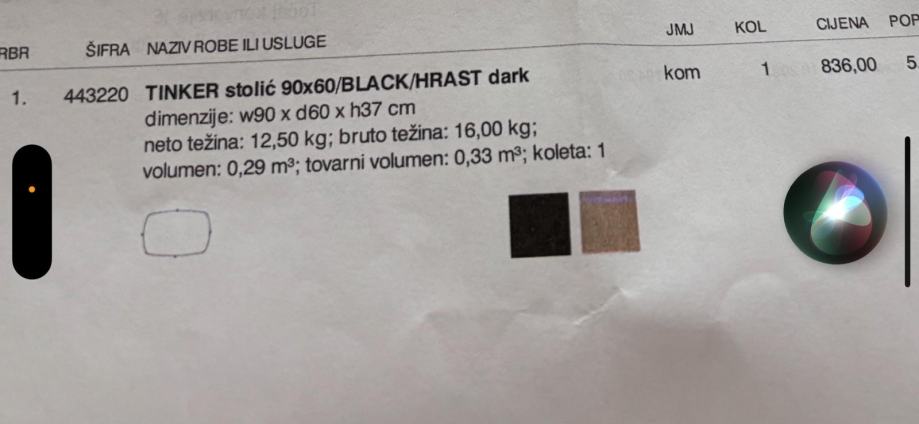 RBR ŠIFRA NAZIV ROBE ILI USLUGE JMJ KOL CIJENA POP
1. 443220 TINKER stolić 90x60/BLACK/HRAST dark kom 1 836,00 5
dimenzije: w90 x d60 x h37 cm
neto težina: 12,50 kg; bruto težina: 16,00 kg;
volumen: 0,29 m³; tovarni volumen: 0,33 m³; koleta: 1